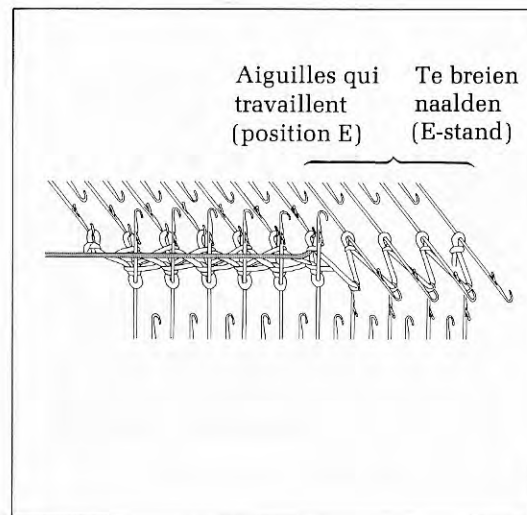 Aiguilles qui
travaillent
(position E)
Te breien
naalden
(E-stand)